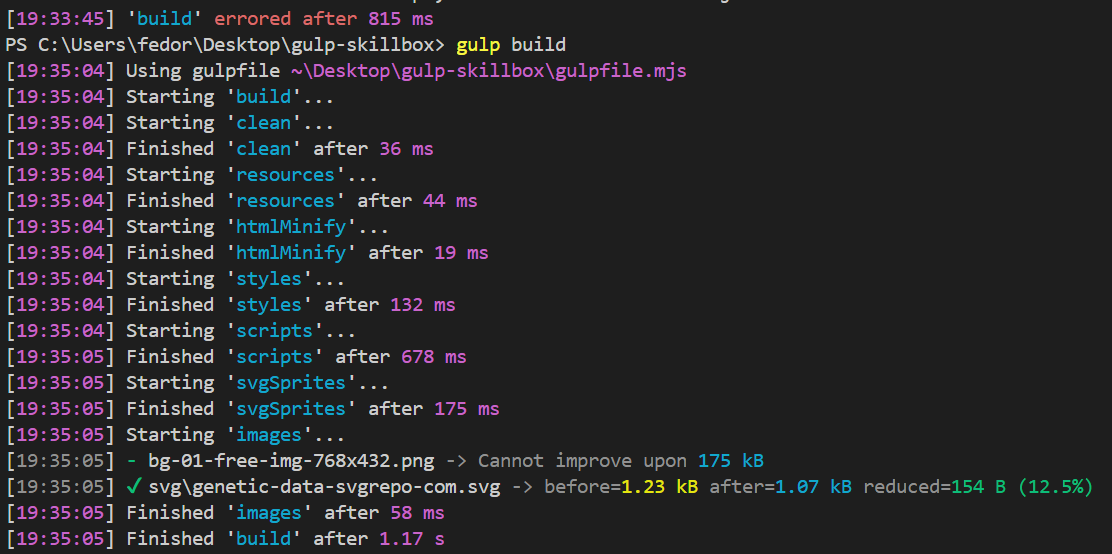 [19:33:45] 'build' errored after 815 ms
PS C:\Users\fedor\Desktop\gulp-skillbox> gulp build
[19:35:04] Using gulpfile ~\Desktop\gulp-skillbox\gulpfile.mjs
[19:35:04] Starting 'build'...
[19:35:04] Starting 'clean'...
[19:35:04] Finished 'clean' after 36 ms
[19:35:04] Starting 'resources'...
[19:35:04] Finished 'resources' after 44 ms
[19:35:04] Starting 'htmlMinify'...
[19:35:04] Finished 'htmlMinify' after 19 ms
[19:35:04] Starting 'styles'...
[19:35:04] Finished 'styles' after 132 ms
[19:35:04] Starting 'scripts'...
[19:35:05] Finished 'scripts' after 678 ms
[19:35:05] Starting 'svgSprites'...
[19:35:05] Finished 'svgSprites' after 175 ms
[19:35:05] Starting 'images'...
[19:35:05] - bg-01-free-img-768x432.png -> Cannot improve upon 175 kB
[19:35:05] ✓ svg\genetic-data-svgrepo-com.svg -> before=1.23 kB after=1.07 kB reduced=154 B (12.5%)
[19:35:05] Finished 'images' after 58 ms
[19:35:05] Finished 'build' after 1.17 s